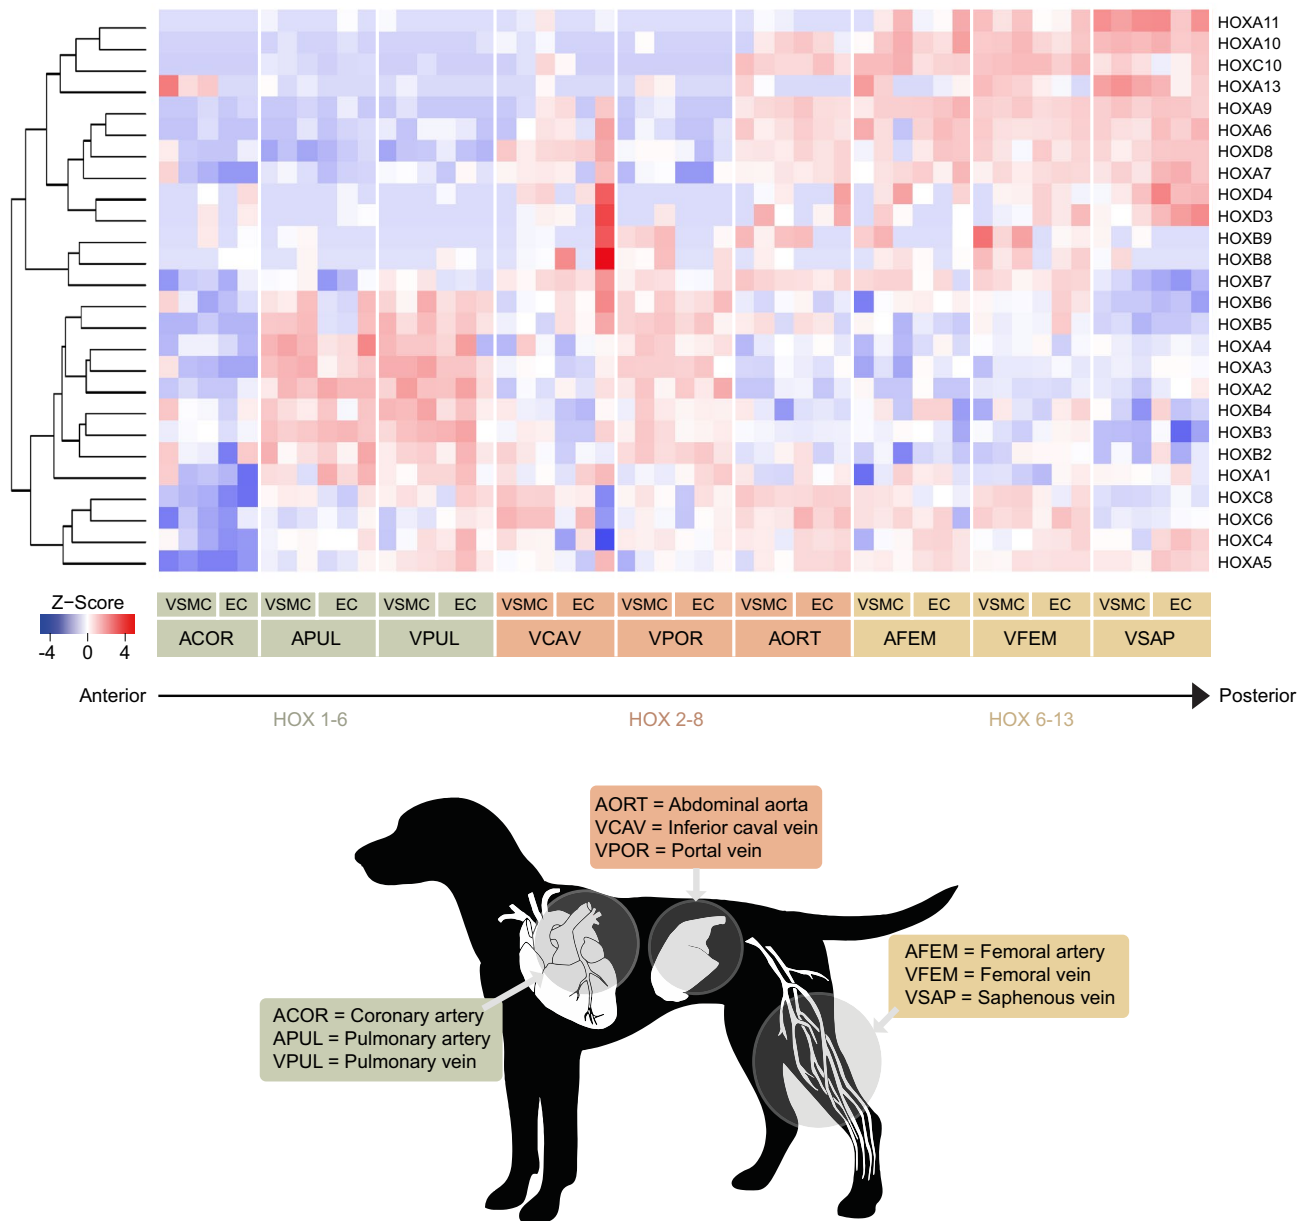 HOXA11
HOXA10
HOXC10
HOXA13
HOXA9
HOXA6
HOXD8
HOXA7
HOXD4
HOXD3
HOXB9
HOXB8
HOXB7
HOXB6
HOXB5
HOXA4
HOXA3
HOXA2
HOXB4
HOXB3
HOXB2
HOXA1
HOXC8
HOXC6
HOXC4
HOXA5
Z−Score
-4 0 4
VSMC EC VSMC EC VSMC EC VSMC EC VSMC EC VSMC EC VSMC EC VSMC EC VSMC EC
ACOR APUL VPUL VCAV VPOR AORT AFEM VFEM VSAP
Anterior Posterior
HOX 1-6 HOX 2-8 HOX 6-13
AORT = Abdominal aorta
VCAV = Inferior caval vein
VPOR = Portal vein
AFEM = Femoral artery
VFEM = Femoral vein
VSAP = Saphenous vein
ACOR = Coronary artery
APUL = Pulmonary artery
VPUL = Pulmonary vein